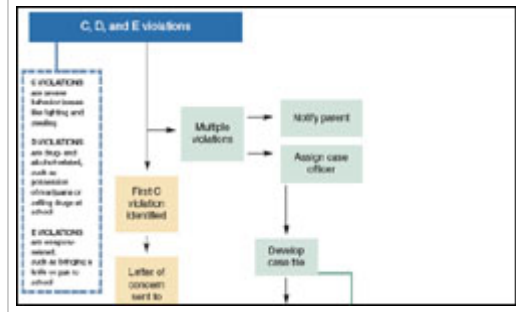 C, D, and E violations
C VIOLATIONS
are severe
behavior issues
like fighting and
stealing
D VIOLATIONS
are drugs and
alcohol-related,
such as
possession
of marijuana or
selling drugs at
school
E VIOLATIONS
are weapons-
related,
such as bringing a
knife or gun to
school
Multiple
violations
Notify parent
Assign case
officer
First C
violation
identified
Develop
case file
Letter of
concern
sent to